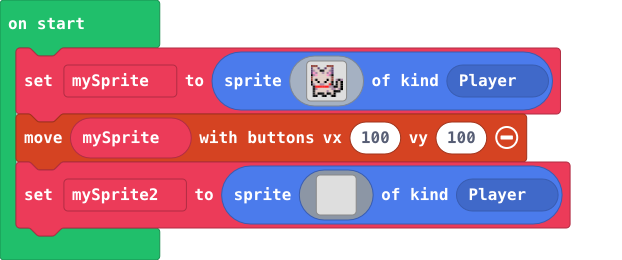 on start
set mySprite to sprite of kind Player
move mySprite with buttons vx 100 vy 100
set mySprite2 to sprite of kind Player